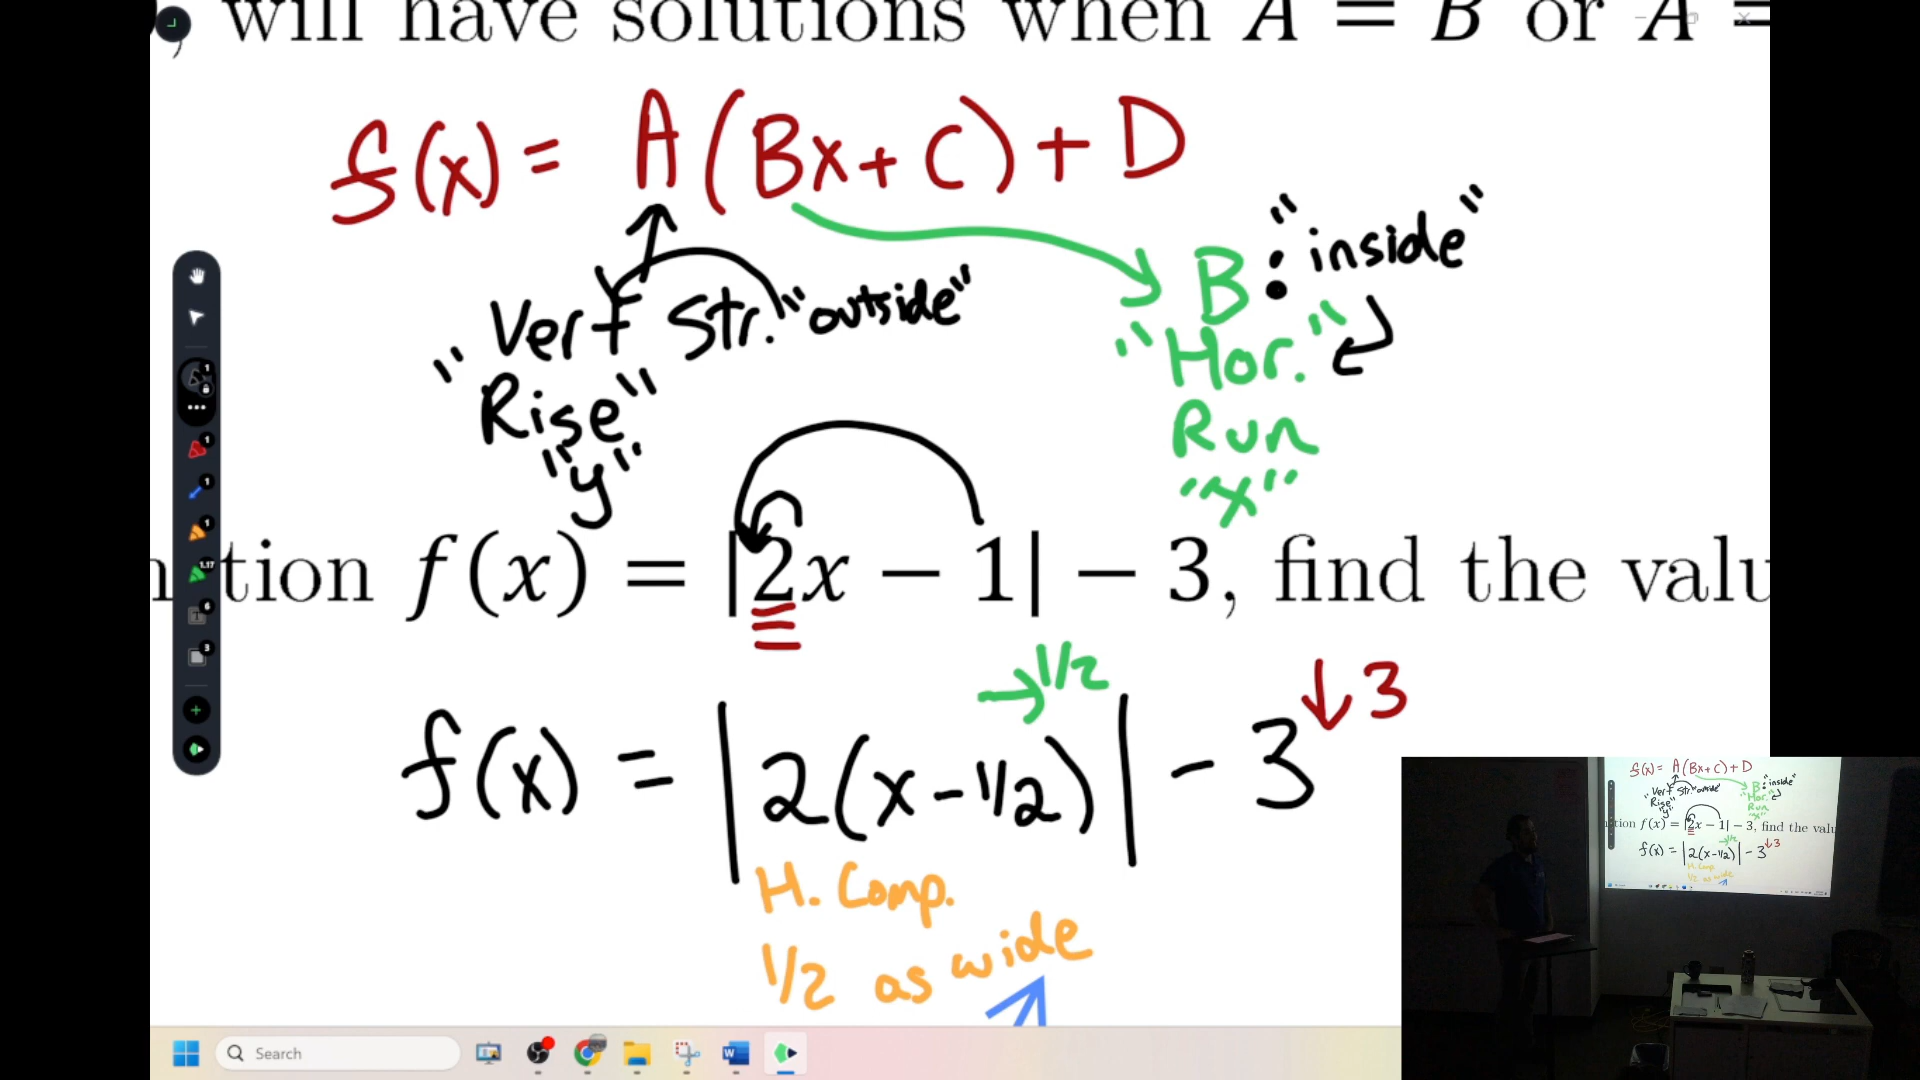 will have solutions when A = B or A =
f(x) = A(Bx + C) + D
Vert Str. "outside"
"Rise"
"y"
B : "inside"
"Hor."
Run
"x"
tion f(x) = |2x − 1| − 3, find the valu
→ 1/2
↓ 3
f(x) = |2(x - 1/2)| - 3
H. Comp.
1/2 as wide
Search